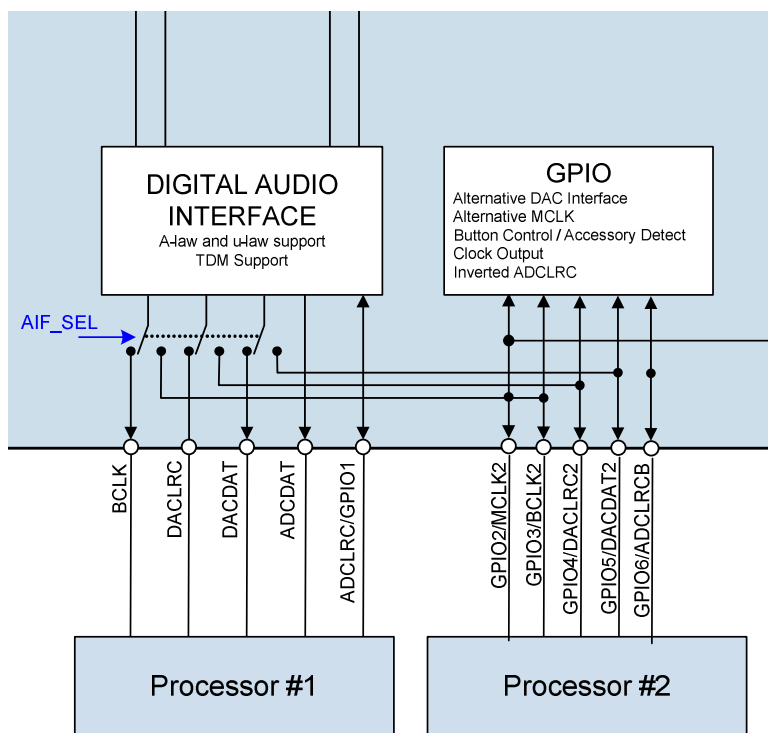 DIGITAL AUDIO
INTERFACE
A-law and u-law support
TDM Support
GPIO
Alternative DAC Interface
Alternative MCLK
Button Control / Accessory Detect
Clock Output
Inverted ADCLRC
AIF_SEL
BCLK
DACLRC
DACDAT
ADCDAT
ADCLRC/GPIO1
GPIO2/MCLK2
GPIO3/BCLK2
GPIO4/DACLRC2
GPIO5/DACDAT2
GPIO6/ADCLRCB
Processor #1
Processor #2